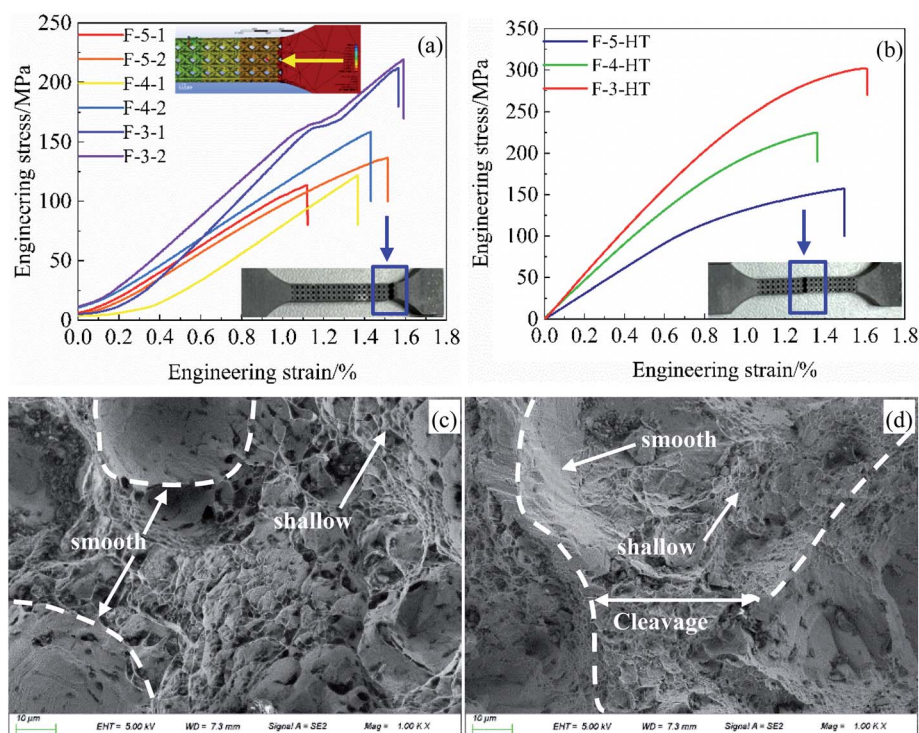 250
200
150
100
50
0
0.0 0.2 0.4 0.6 0.8 1.0 1.2 1.4 1.6 1.8
Engineering stress/MPa
Engineering strain/%
F-5-1
F-5-2
F-4-1
F-4-2
F-3-1
F-3-2
(a)
350
300
250
200
150
100
50
0
0.0 0.2 0.4 0.6 0.8 1.0 1.2 1.4 1.6 1.8
Engineering stress/MPa
Engineering strain/%
F-5-HT
F-4-HT
F-3-HT
(b)
(c)
smooth
shallow
10 μm
EHT = 5.00 kV WD = 7.3 mm Signal A = SE2 Mag = 1.00 K X
(d)
smooth
shallow
Cleavage
10 μm
EHT = 5.00 kV WD = 7.3 mm Signal A = SE2 Mag = 1.00 K X